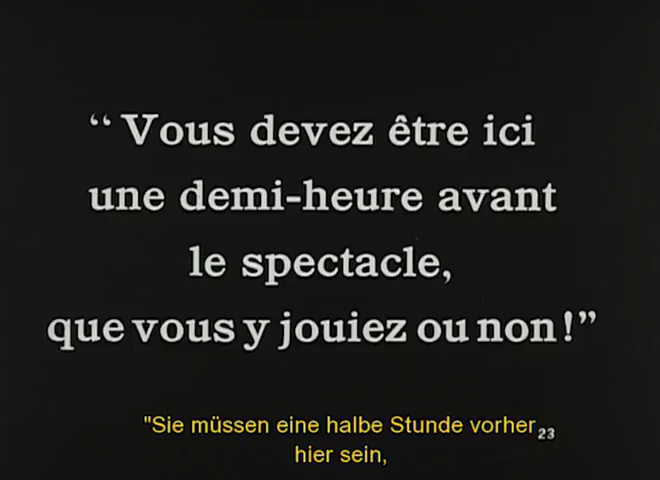 “Vous devez être ici
une demi-heure avant
le spectacle,
que vous y jouiez ou non!”
"Sie müssen eine halbe Stunde vorher
23
hier sein,